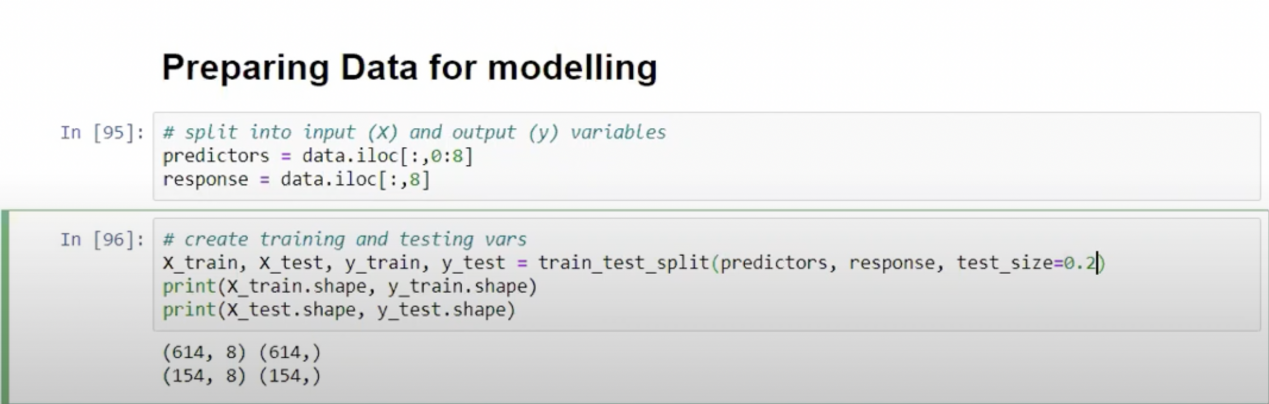 Preparing Data for modelling
In [95]: # split into input (X) and output (y) variables
predictors = data.iloc[:,0:8]
response = data.iloc[:,8]
In [96]: # create training and testing vars
X_train, X_test, y_train, y_test = train_test_split(predictors, response, test_size=0.2)
print(X_train.shape, y_train.shape)
print(X_test.shape, y_test.shape)
(614, 8) (614,)
(154, 8) (154,)